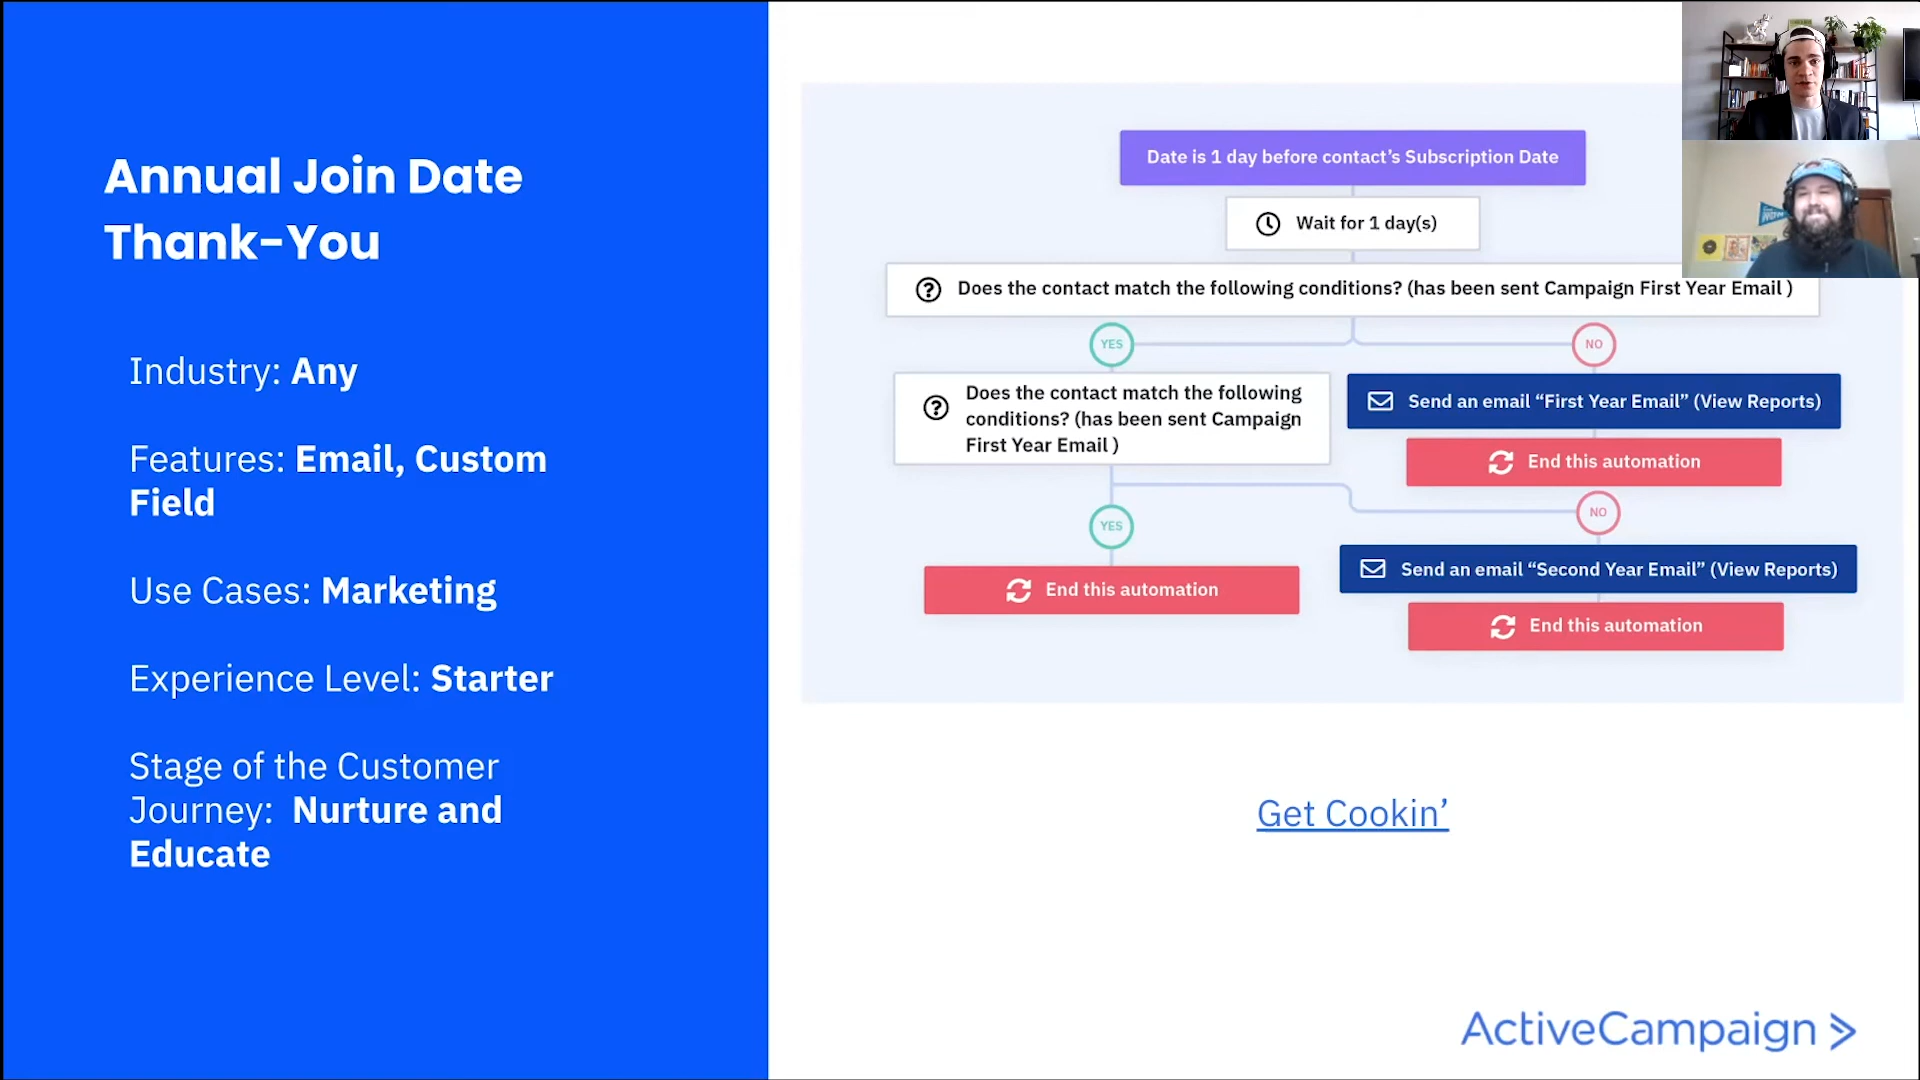 Annual Join Date
Thank-You
Industry: Any
Features: Email, Custom
Field
Use Cases: Marketing
Experience Level: Starter
Stage of the Customer
Journey: Nurture and
Educate
Date is 1 day before contact’s Subscription Date
Wait for 1 day(s)
Does the contact match the following conditions? (has been sent Campaign First Year Email )
YES
NO
Does the contact match the following
conditions? (has been sent Campaign
First Year Email )
Send an email “First Year Email” (View Reports)
End this automation
YES
NO
End this automation
Send an email “Second Year Email” (View Reports)
End this automation
Get Cookin’
ActiveCampaign